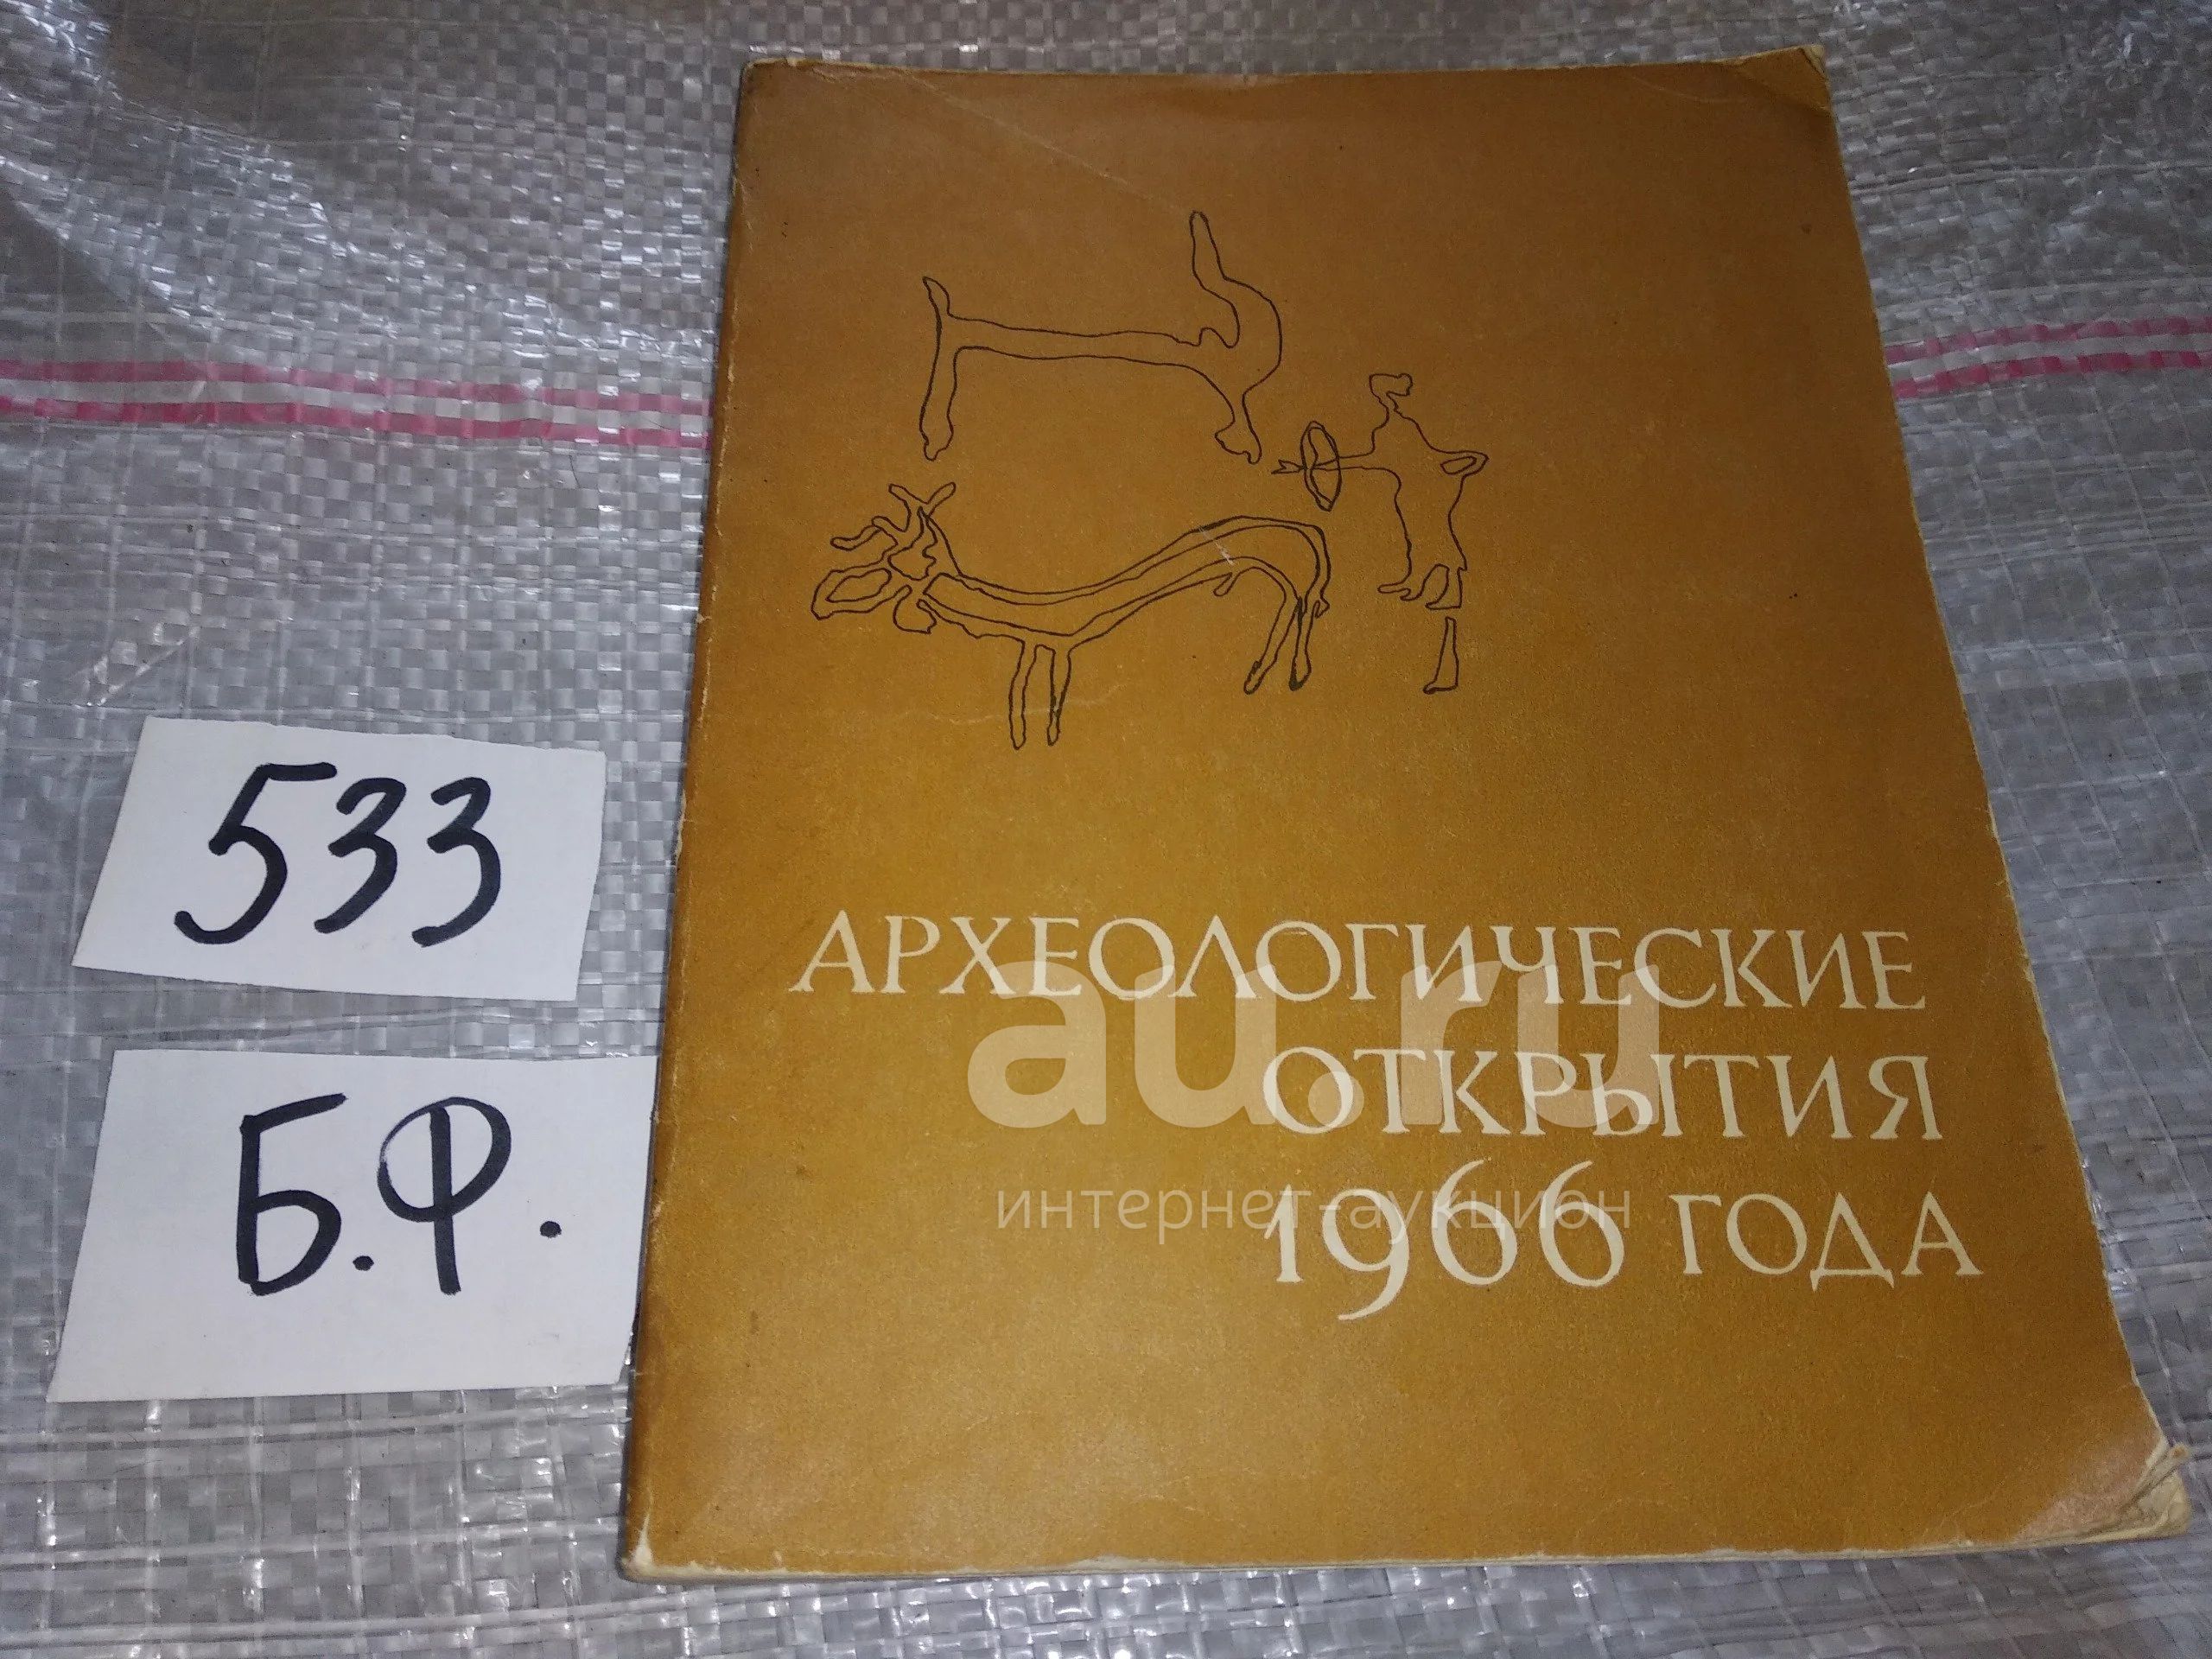 533
Б.Ф.
АРХЕОЛОГИЧЕСКИЕ
ОТКРЫТИЯ
1966 ГОДА
au.ru
интернет-аукцион